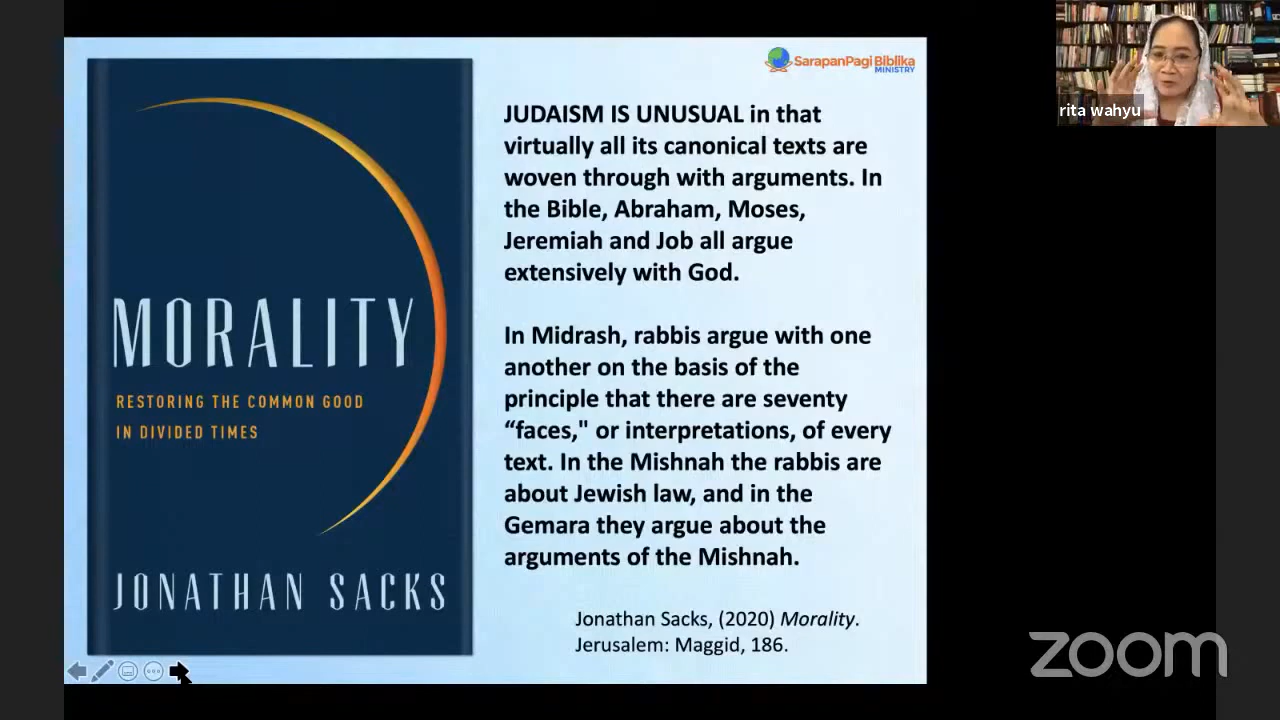 SarapanPagi Biblika
MINISTRY
rita wahyu
MORALITY
RESTORING THE COMMON GOOD
IN DIVIDED TIMES
JONATHAN SACKS
JUDAISM IS UNUSUAL in that
virtually all its canonical texts are
woven through with arguments. In
the Bible, Abraham, Moses,
Jeremiah and Job all argue
extensively with God.
In Midrash, rabbis argue with one
another on the basis of the
principle that there are seventy
“faces," or interpretations, of every
text. In the Mishnah the rabbis are
about Jewish law, and in the
Gemara they argue about the
arguments of the Mishnah.
Jonathan Sacks, (2020) Morality.
Jerusalem: Maggid, 186.
zoom